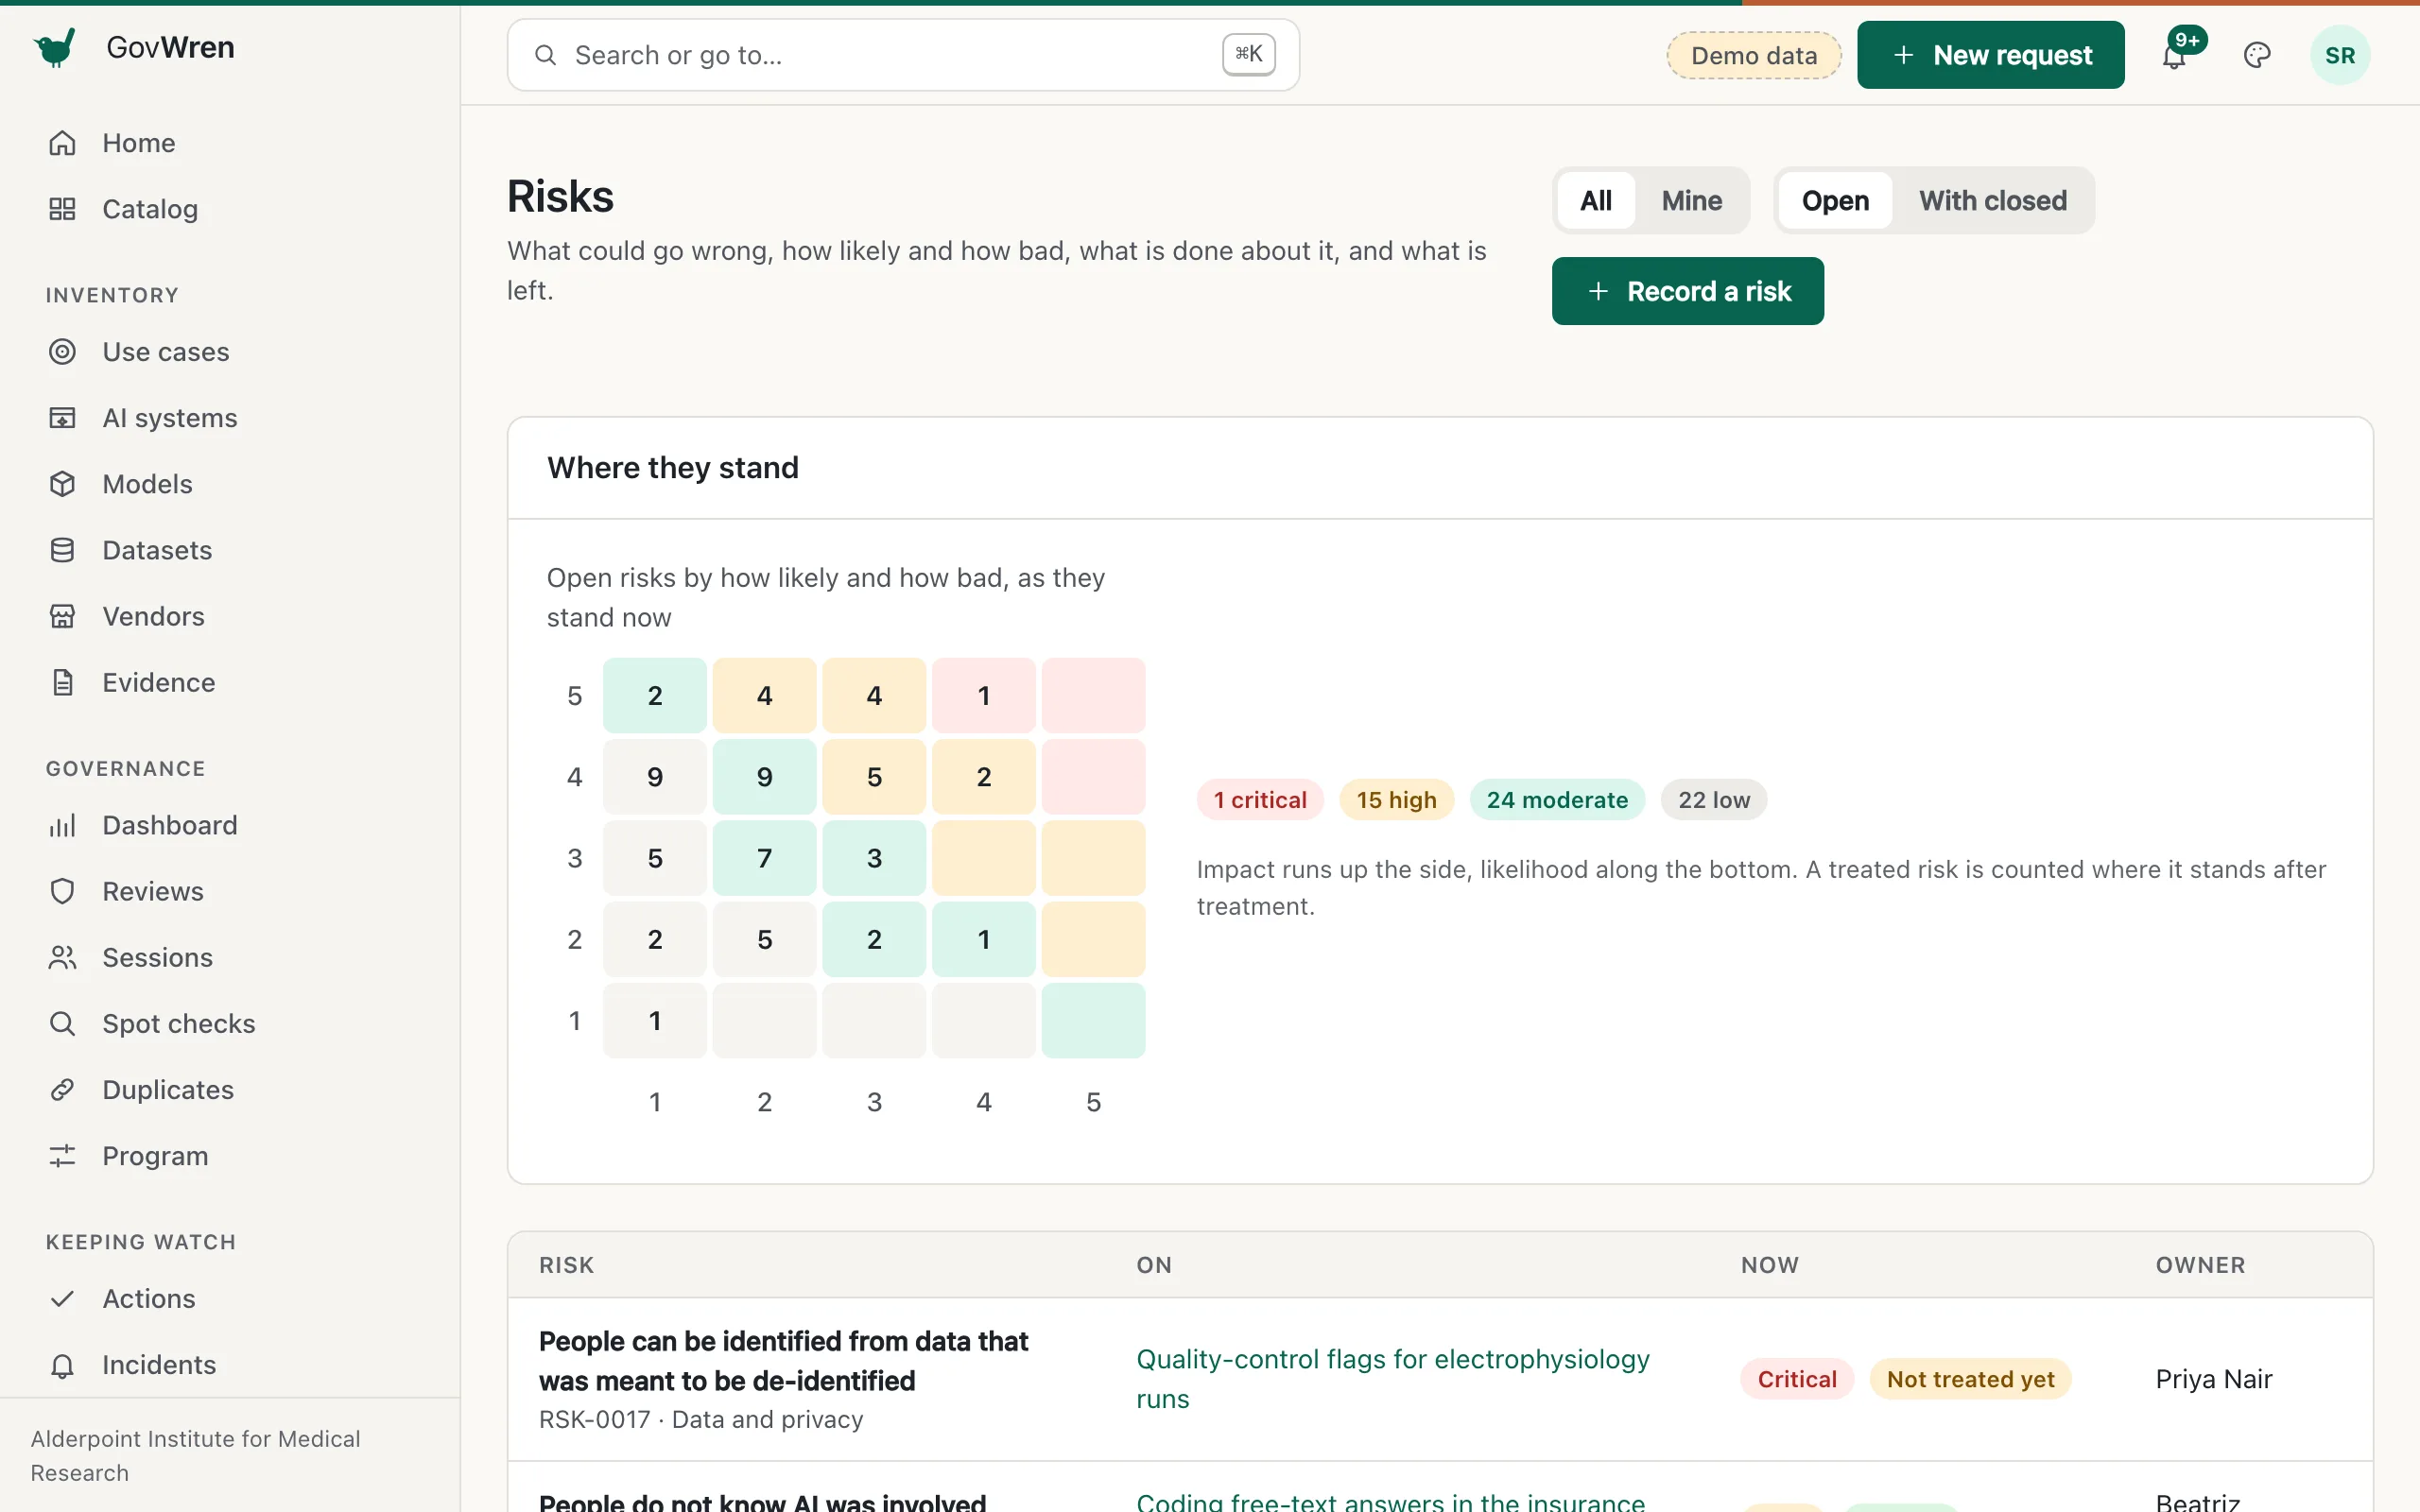 GovWren
Search or go to...
⌘K
Demo data
+ New request
9+
SR
Home
Catalog
INVENTORY
Use cases
AI systems
Models
Datasets
Vendors
Evidence
GOVERNANCE
Dashboard
Reviews
Sessions
Spot checks
Duplicates
Program
KEEPING WATCH
Actions
Incidents
Alderpoint Institute for Medical
Research
Risks
What could go wrong, how likely and how bad, what is done about it, and what is
left.
All Mine
Open With closed
+ Record a risk
Where they stand
Open risks by how likely and how bad, as they
stand now
5 2 4 4 1
4 9 9 5 2
3 5 7 3
2 2 5 2 1
1 1
1 2 3 4 5
1 critical 15 high 24 moderate 22 low
Impact runs up the side, likelihood along the bottom. A treated risk is counted where it stands after
treatment.
RISK ON NOW OWNER
People can be identified from data that
was meant to be de-identified
RSK-0017 · Data and privacy
Quality-control flags for electrophysiology
runs
Critical Not treated yet
Priya Nair
People do not know AI was involved
Coding free-text answers in the insurance
Beatriz